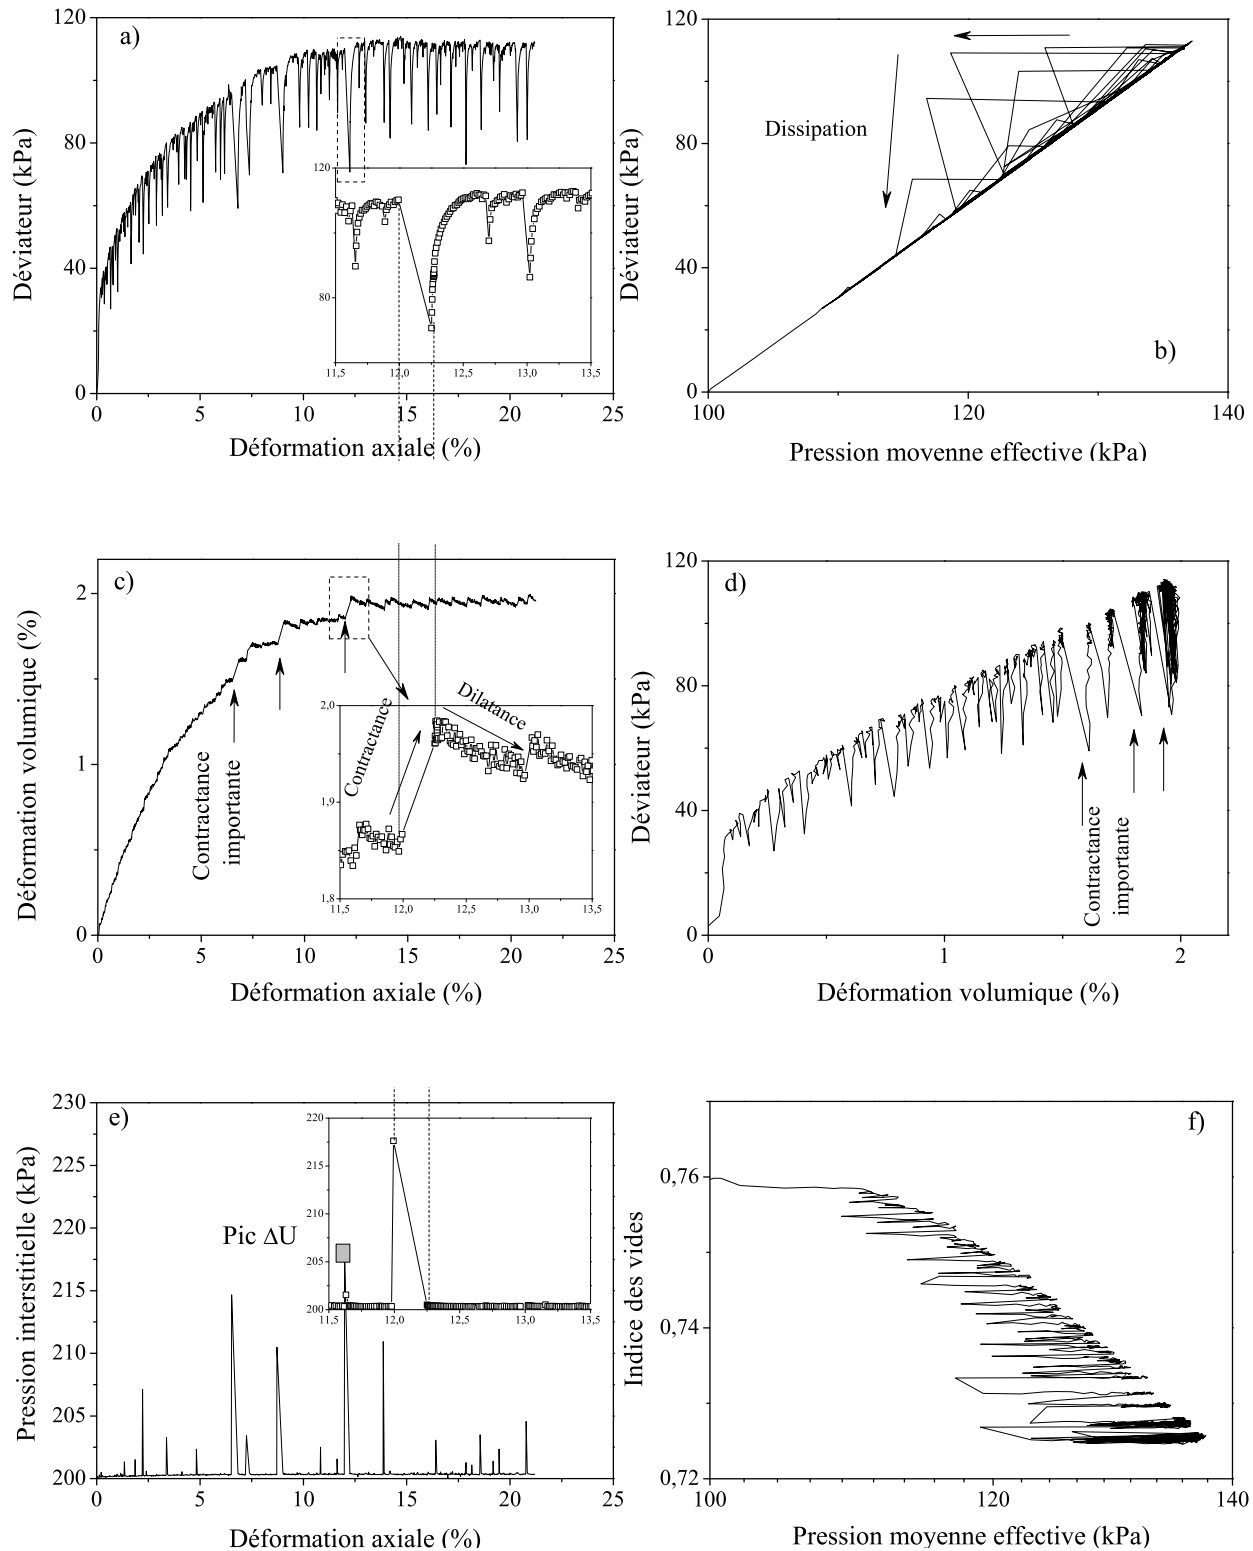 120
80
40
0
0
5
10
15
20
25
Déviateur (kPa)
Déformation axiale (%)
a)
120
80
11,5
12,0
12,5
13,0
13,5
120
80
40
0
100
120
140
Déviateur (kPa)
Pression moyenne effective (kPa)
Dissipation
b)
2
1
0
0
5
10
15
20
25
Déformation volumique (%)
Déformation axiale (%)
c)
Contractance
importante
2,0
1,9
1,8
11,5
12,0
12,5
13,0
13,5
Contractance
Dilatance
120
80
40
0
0
1
2
Déviateur (kPa)
Déformation volumique (%)
d)
Contractance
importante
230
225
220
215
210
205
200
0
5
10
15
20
25
Pression interstitielle (kPa)
Déformation axiale (%)
e)
Pic ΔU
220
215
210
205
200
11,5
12,0
12,5
13,0
13,5
0,76
0,74
0,72
100
120
140
Indice des vides
Pression moyenne effective (kPa)
f)